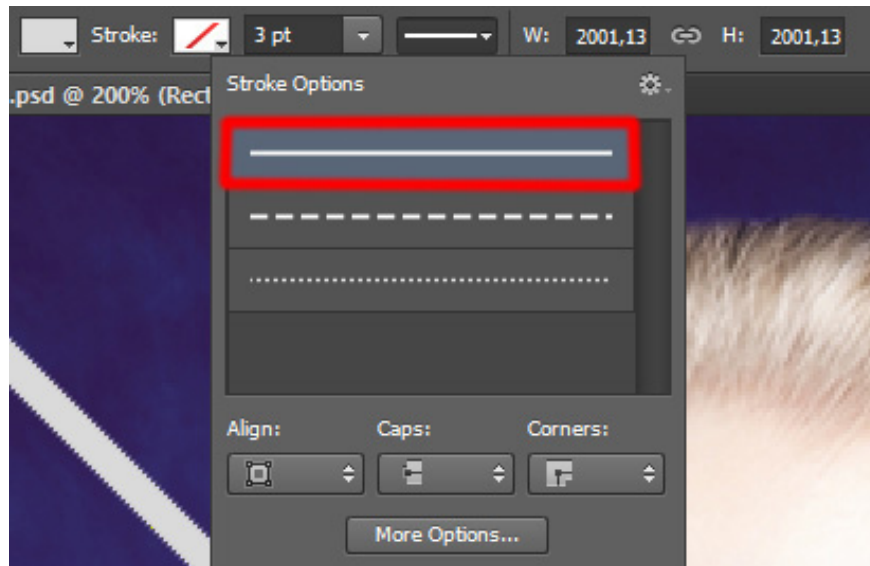 Stroke: 3 pt W: 2001,13 H: 2001,13
.psd @ 200% (Rect
Stroke Options
Align: Caps: Corners:
More Options...